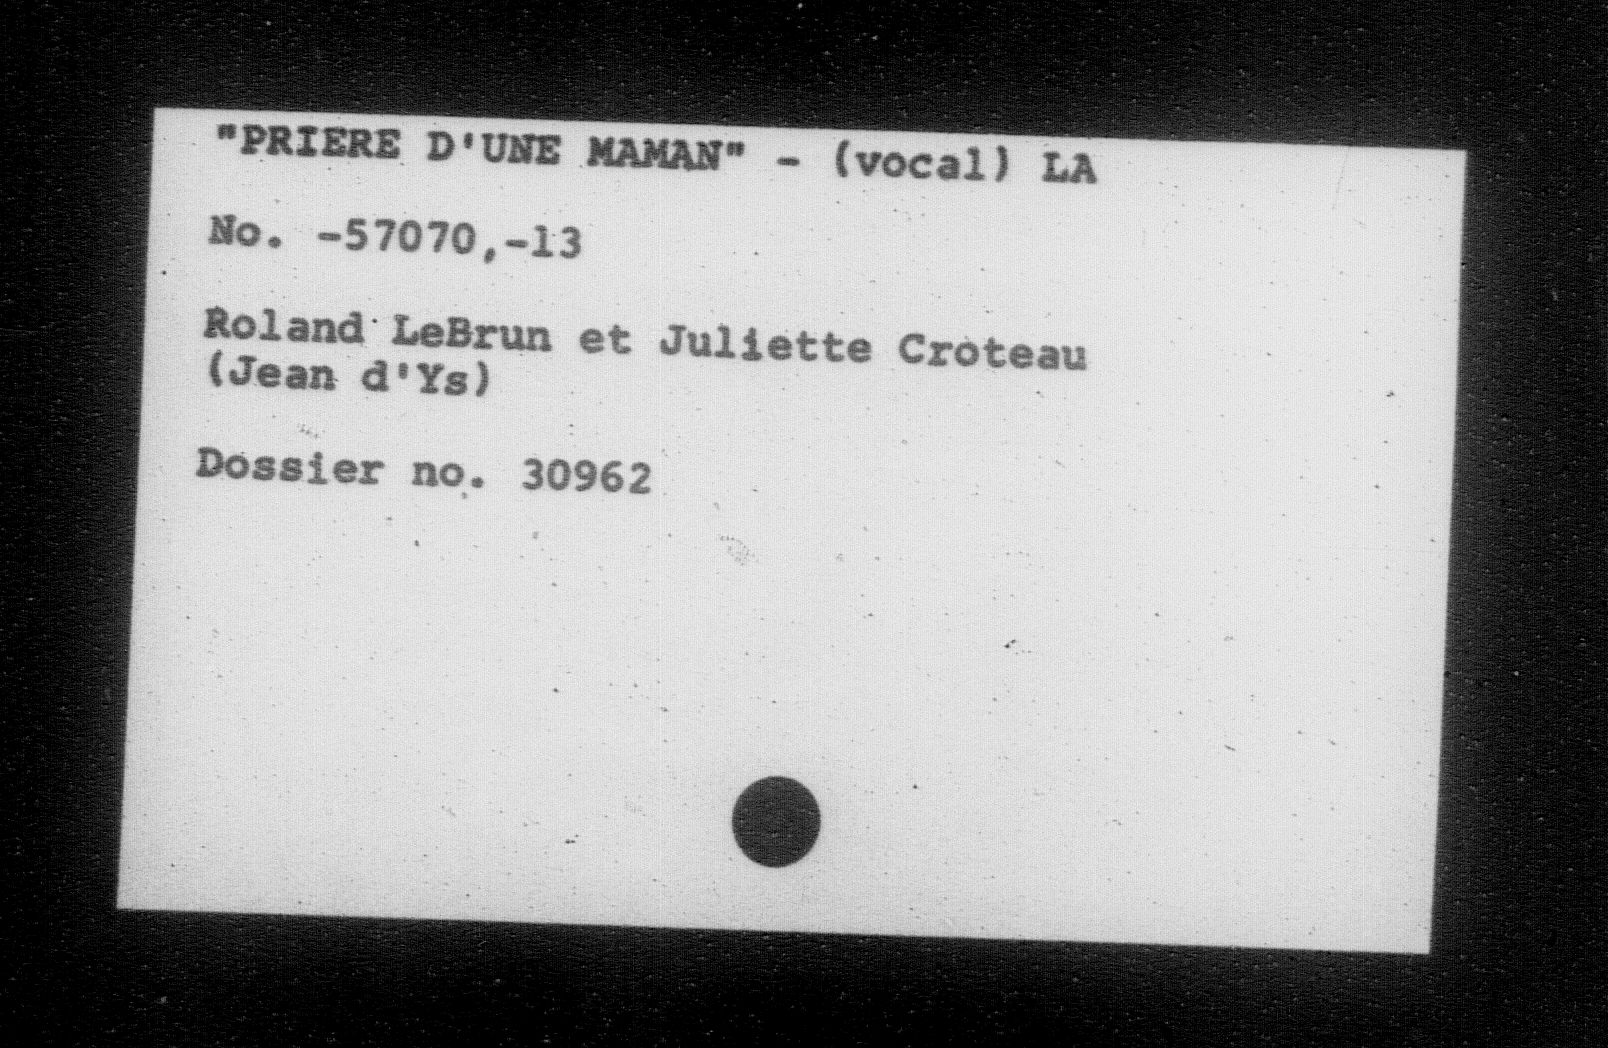 "PRIERE D'UNE MAMAN" - (vocal) LA
No. -57070,-13
Roland LeBrun et Juliette Croteau
(Jean d'Ys)
Dossier no. 30962